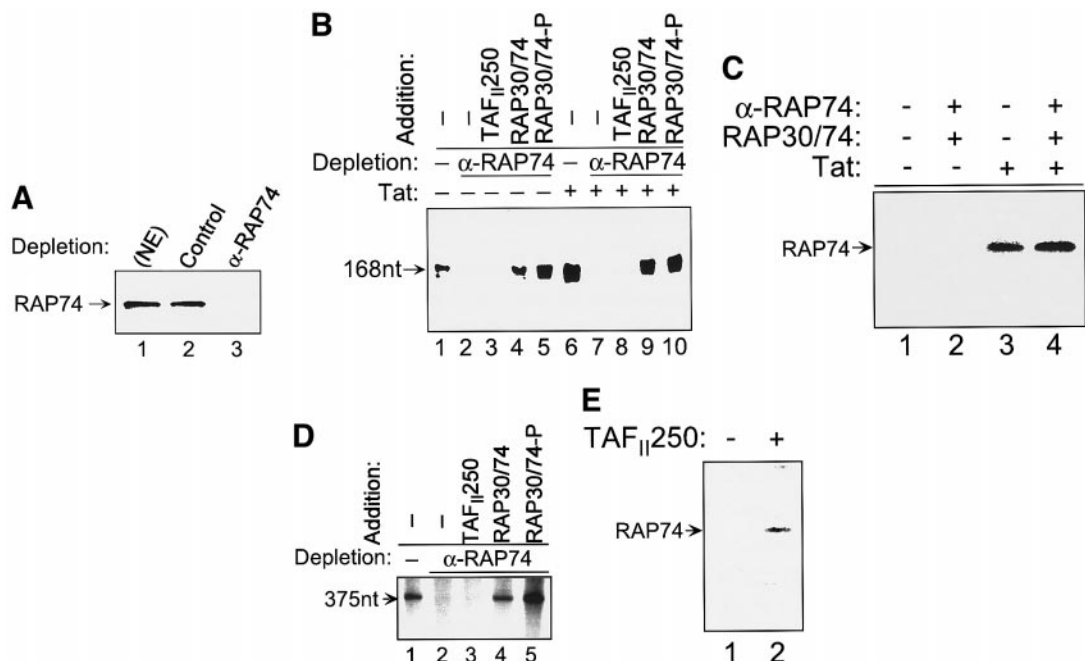 A
Depletion: (NE) Control α-RAP74
RAP74
1 2 3
B
Addition: – – TAFII250 RAP30/74 RAP30/74-P – – TAFII250 RAP30/74 RAP30/74-P
Depletion: – α-RAP74 – α-RAP74
Tat: – – – – – + + + + +
168nt
1 2 3 4 5 6 7 8 9 10
C
α-RAP74: - + - +
RAP30/74: - + - +
Tat: - - + +
RAP74
1 2 3 4
D
Addition: – – TAFII250 RAP30/74 RAP30/74-P
Depletion: – α-RAP74
375nt
1 2 3 4 5
E
TAFII250: - +
RAP74
1 2